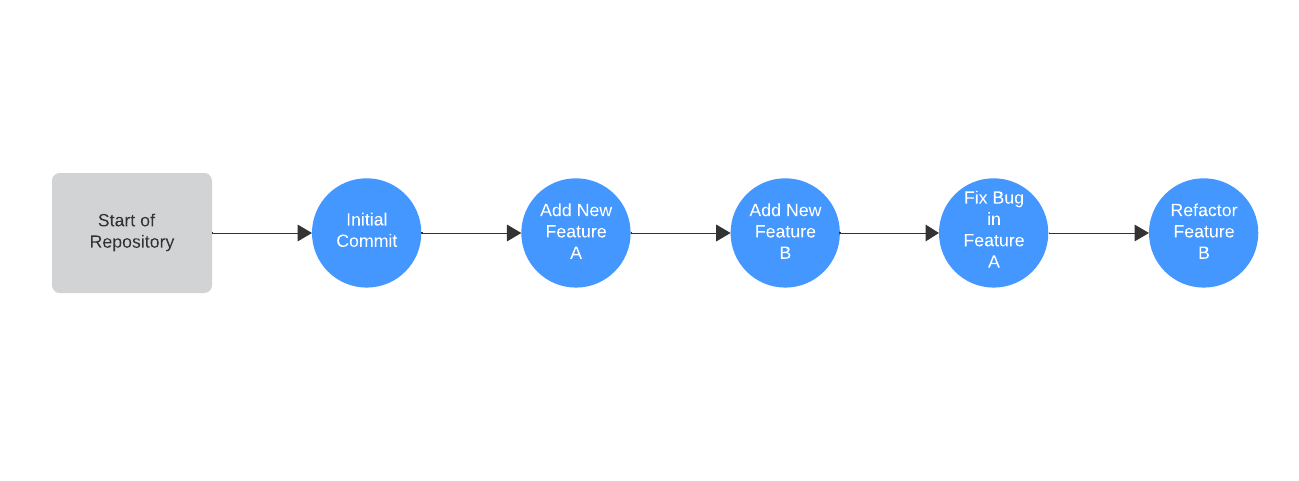 Start of
Repository
Initial
Commit
Add New
Feature
A
Add New
Feature
B
Fix Bug
in
Feature
A
Refactor
Feature
B